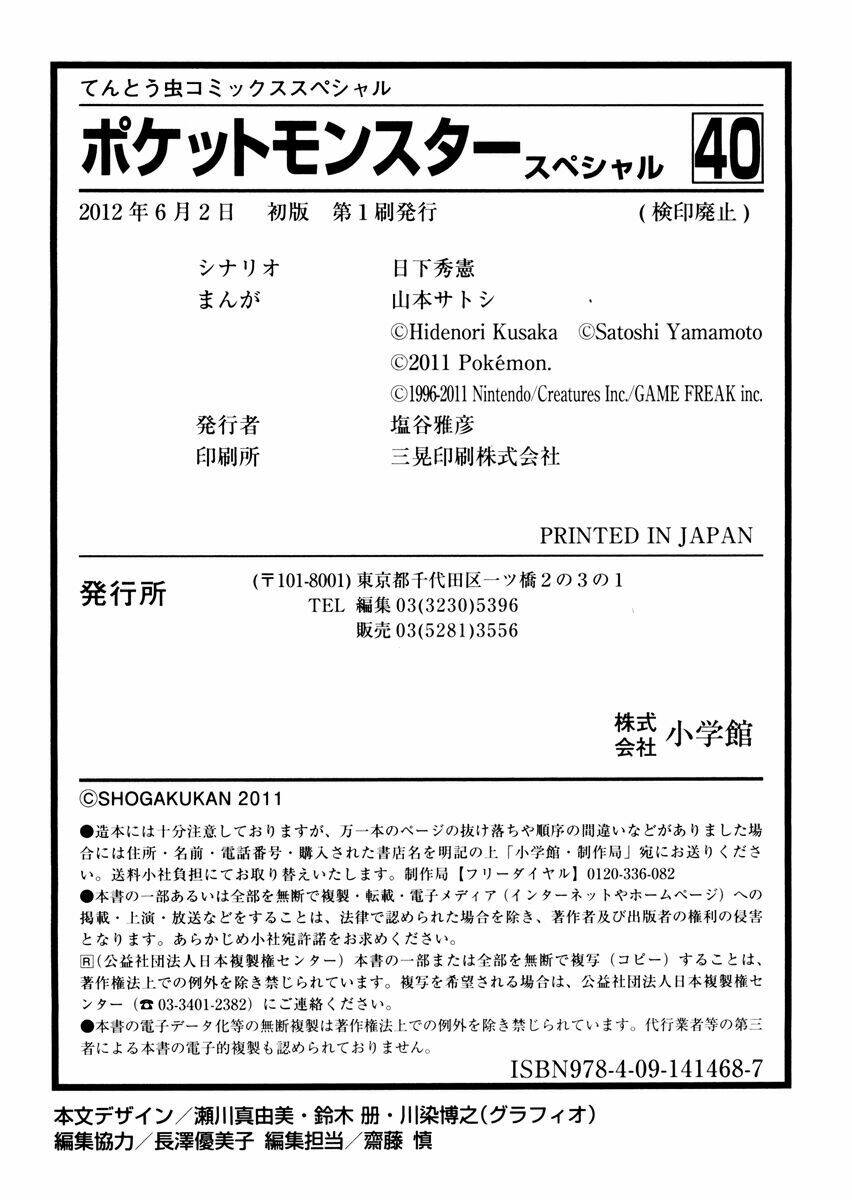 てんとう虫コミックススペシャル
ポケットモンスタースペシャル 40
2012年6月2日 初版 第1刷発行 (検印廃止)
シナリオ 日下秀憲
まんが 山本サトシ
©Hidenori Kusaka ©Satoshi Yamamoto
©2011 Pokémon.
©1996-2011 Nintendo/Creatures Inc./GAME FREAK inc.
発行者 塩谷雅彦
印刷所 三晃印刷株式会社
PRINTED IN JAPAN
発行所 (〒101-8001) 東京都千代田区一ツ橋2の3の1
TEL 編集 03(3230)5396
販売 03(5281)3556
株式会社 小学館
©SHOGAKUKAN 2011
●造本には十分注意しておりますが、万一本のページの抜け落ちや順序の間違いなどがありました場
合には住所・名前・電話番号・購入された書店名を明記の上「小学館・制作局」宛にお送りくださ
い。送料小社負担にてお取り替えいたします。制作局【フリーダイヤル】0120-336-082
●本書の一部あるいは全部を無断で複製・転載・電子メディア（インターネットやホームページ）への
掲載・上演・放送などをすることは、法律で認められた場合を除き、著作者及び出版者の権利の侵害
となります。あらかじめ小社宛許諾をお求めください。
🅁(公益社団法人日本複製権センター) 本書の一部または全部を無断で複写（コピー）することは、
著作権法上での例外を除き禁じられています。複写を希望される場合は、公益社団法人日本複製権セ
ンター（☎03-3401-2382）にご連絡ください。
●本書の電子データ化等の無断複製は著作権法上での例外を除き禁じられています。代行業者等の第三
者による本書の電子的複製も認められておりません。
ISBN978-4-09-141468-7
本文デザイン／瀬川真由美・鈴木 册・川染博之(グラフィオ)
編集協力／長澤優美子 編集担当／齋藤 慎